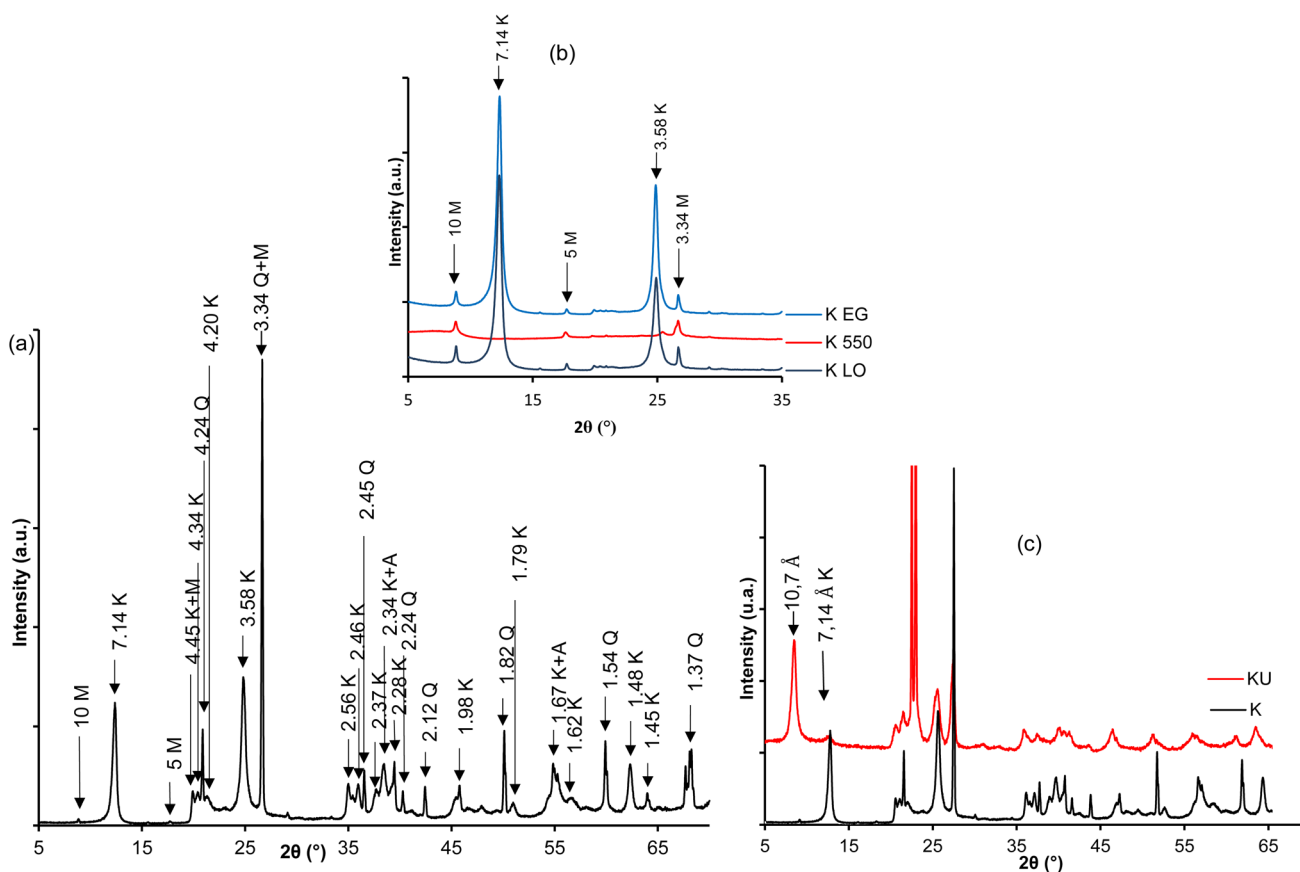 (a)
Intensity (a.u.)
10 M
7.14 K
5 M
4.45 K+M
4.34 K
4.24 Q
4.20 K
3.58 K
3.34 Q+M
2.56 K
2.46 K
2.45 Q
2.37 K
2.34 K+A
2.28 K
2.24 Q
2.12 Q
1.98 K
1.82 Q
1.79 K
1.67 K+A
1.62 K
1.54 Q
1.48 K
1.45 K
1.37 Q
5 15 25 35 45 55 65
2θ (°)
(b)
Intensity (a.u.)
10 M
7.14 K
5 M
3.58 K
3.34 M
K EG
K 550
K LO
5 15 25 35
2θ (°)
(c)
Intensity (u.a.)
10,7 Å
7,14 Å K
KU
K
5 15 25 35 45 55 65
2θ (°)